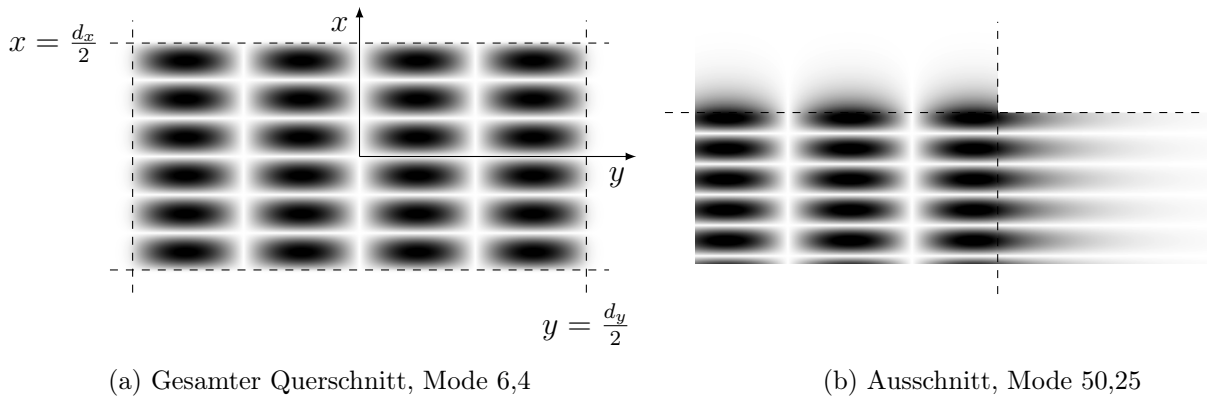 x
x = d_x/2
y
y = d_y/2
(a) Gesamter Querschnitt, Mode 6,4
(b) Ausschnitt, Mode 50,25